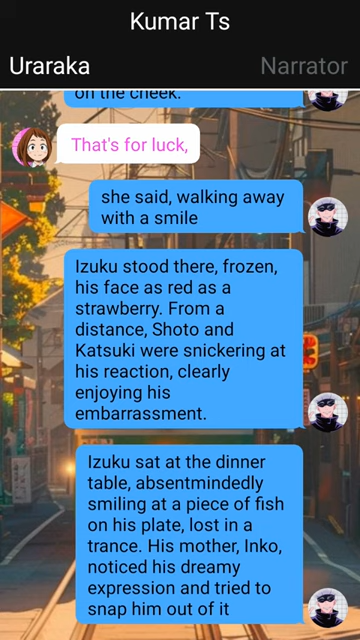 Kumar Ts
Uraraka
Narrator
on the cheek.
That's for luck,
she said, walking away
with a smile
Izuku stood there, frozen,
his face as red as a
strawberry. From a
distance, Shoto and
Katsuki were snickering at
his reaction, clearly
enjoying his
embarrassment.
Izuku sat at the dinner
table, absentmindedly
smiling at a piece of fish
on his plate, lost in a
trance. His mother, Inko,
noticed his dreamy
expression and tried to
snap him out of it